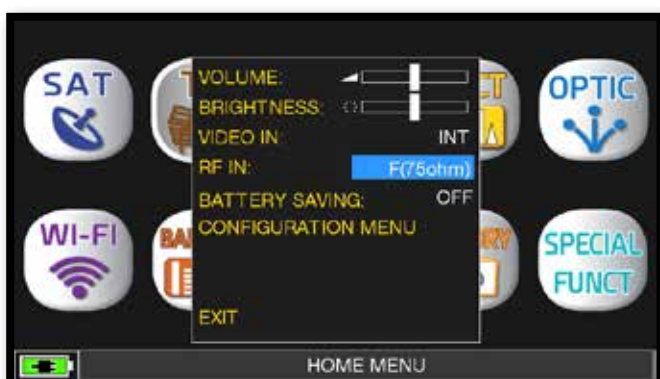 SAT
OPTIC
VOLUME:
BRIGHTNESS:
VIDEO IN: INT
RF IN: F(75ohm)
BATTERY SAVING: OFF
CONFIGURATION MENU
WI-FI
SPECIAL
FUNCT
EXIT
HOME MENU